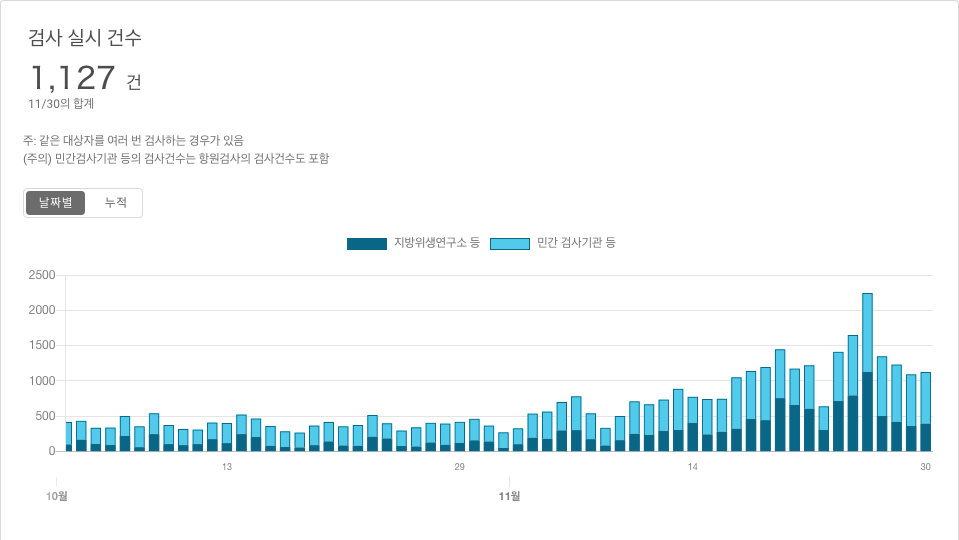 검사 실시 건수
1,127 건
11/30의 합계
주: 같은 대상자를 여러 번 검사하는 경우가 있음
(주의) 민간검사기관 등의 검사건수는 항원검사의 검사건수도 포함
날짜별 누적
지방위생연구소 등 민간 검사기관 등
2500
2000
1500
1000
500
0
13 29 14 30
10월 11월